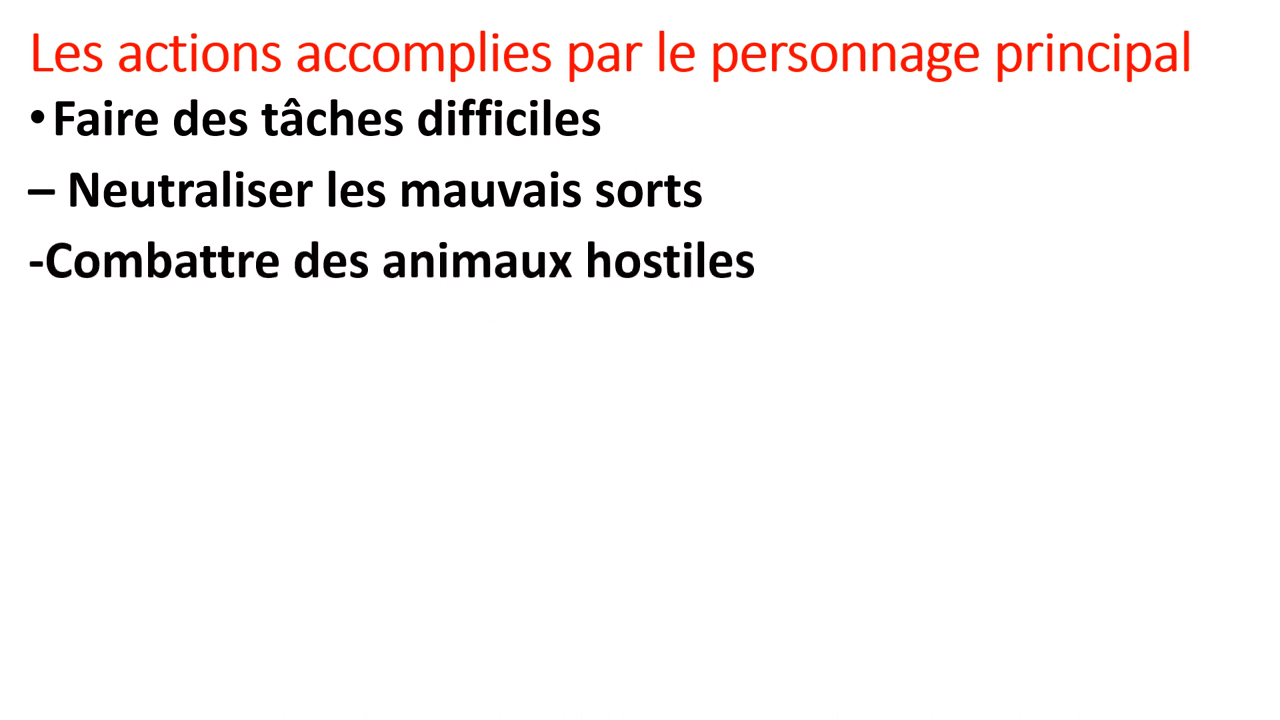 Les actions accomplies par le personnage principal
•Faire des tâches difficiles
– Neutraliser les mauvais sorts
-Combattre des animaux hostiles